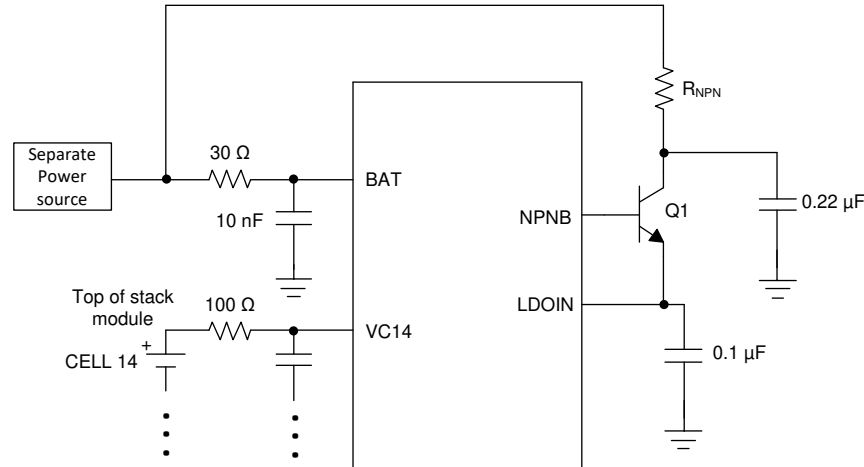 R_NPN
Separate
Power
source
30 Ω
BAT
10 nF
NPNB
Q1
0.22 µF
Top of stack
module
100 Ω
LDOIN
VC14
+
CELL 14
0.1 µF